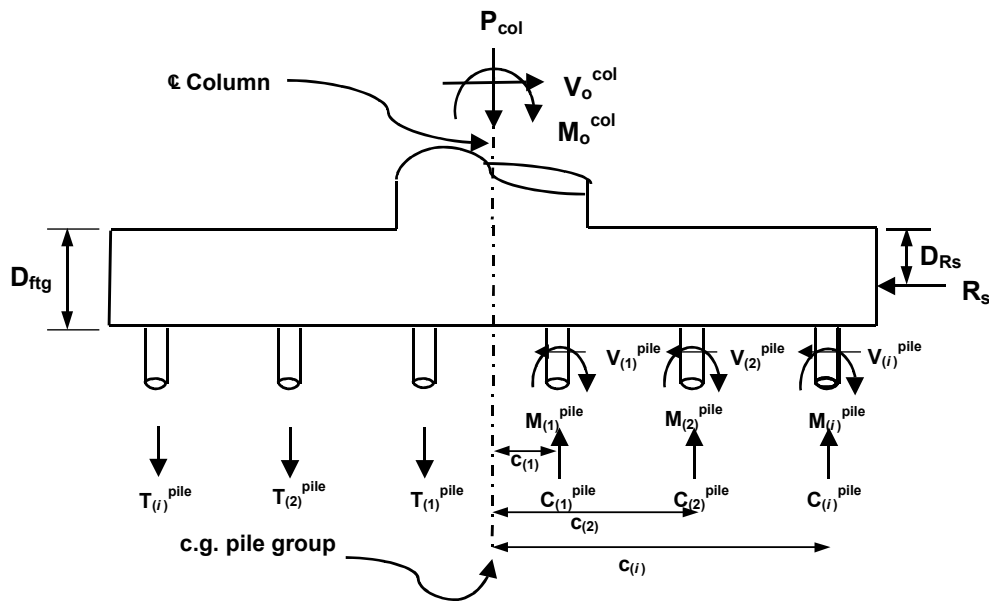 P_col
℄ Column
V_o^col
M_o^col
D_ftg
D_Rs
R_s
V_(1)^pile
V_(2)^pile
V_(i)^pile
M_(1)^pile
M_(2)^pile
M_(i)^pile
c_(1)
T_(i)^pile
T_(2)^pile
T_(1)^pile
C_(1)^pile
C_(2)^pile
C_(i)^pile
c_(2)
c.g. pile group
c_(i)